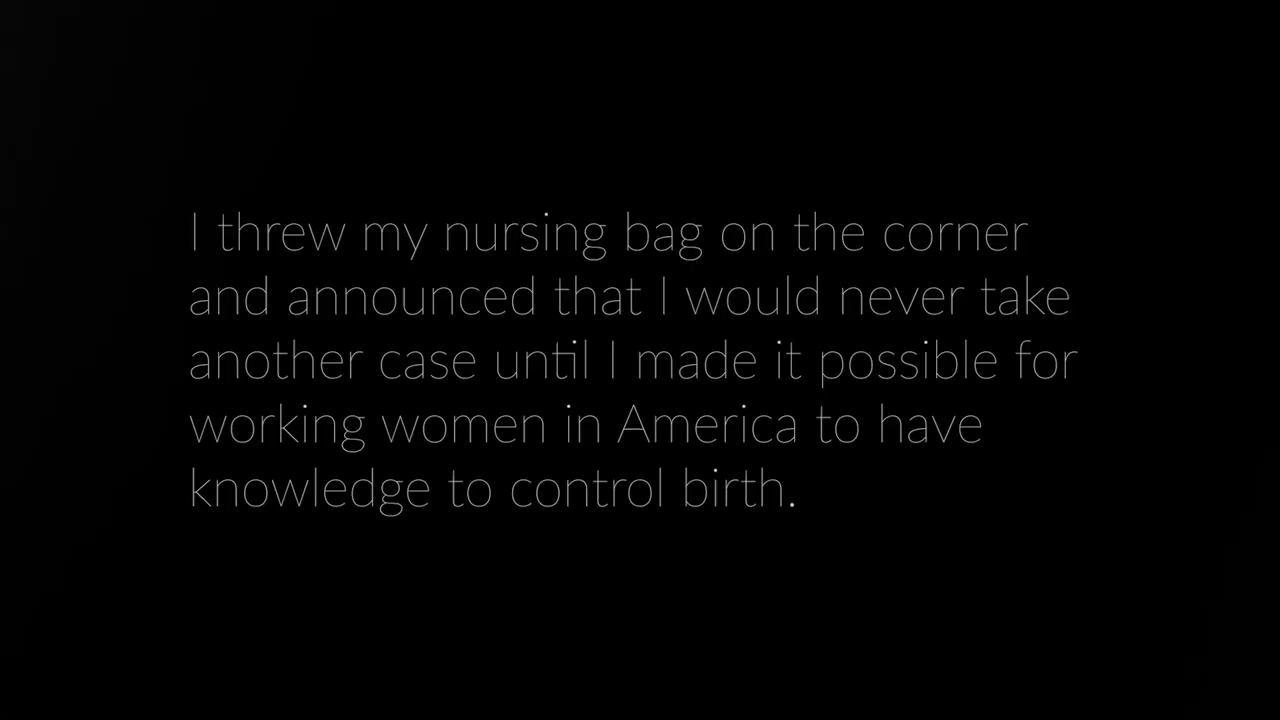 I threw my nursing bag on the corner
and announced that I would never take
another case until I made it possible for
working women in America to have
knowledge to control birth.